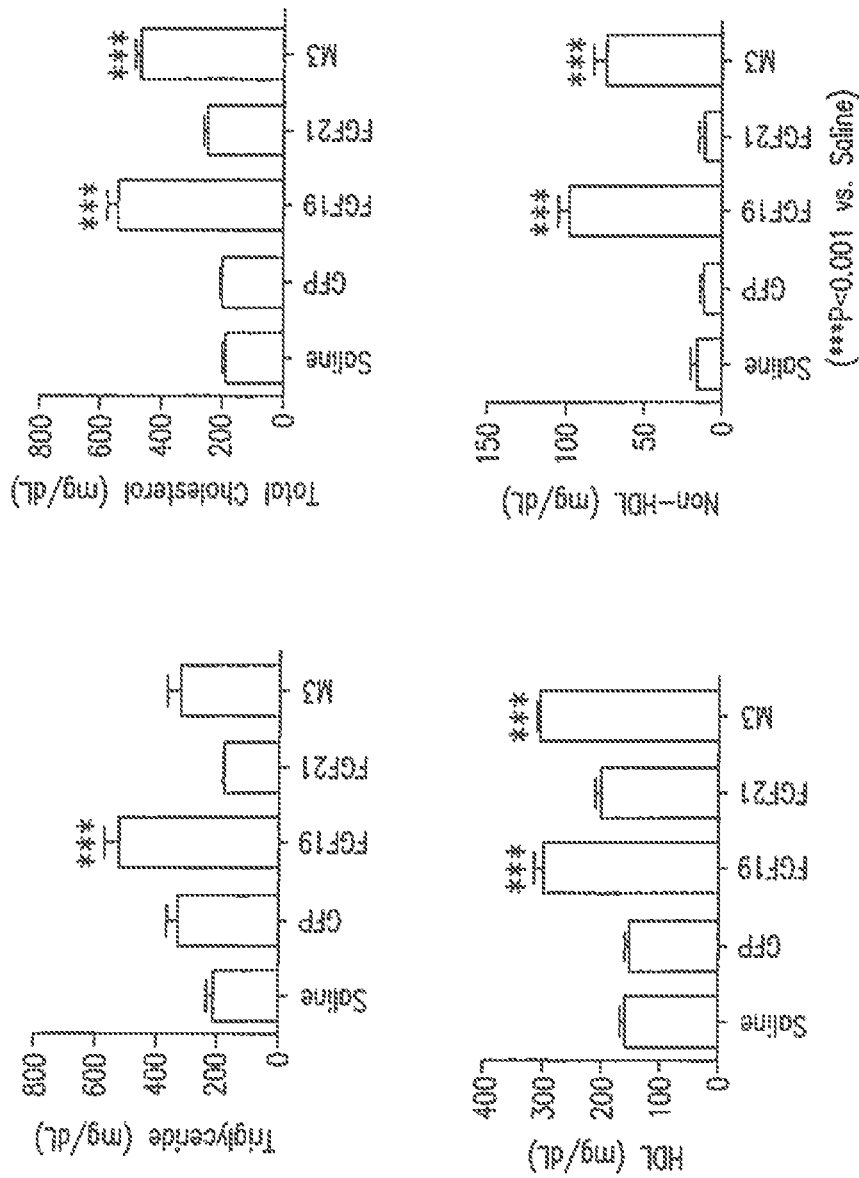 Triglyceride (mg/dL)
800
600
400
200
0
Saline
GFP
FGF19
FGF21
M3
***
Total Cholesterol (mg/dL)
800
600
400
200
0
Saline
GFP
FGF19
FGF21
M3
***
***
HDL (mg/dL)
400
300
200
100
0
Saline
GFP
FGF19
FGF21
M3
***
***
Non-HDL (mg/dL)
150
100
50
0
Saline
GFP
FGF19
FGF21
M3
***
***
(***P<0.001 vs. Saline)